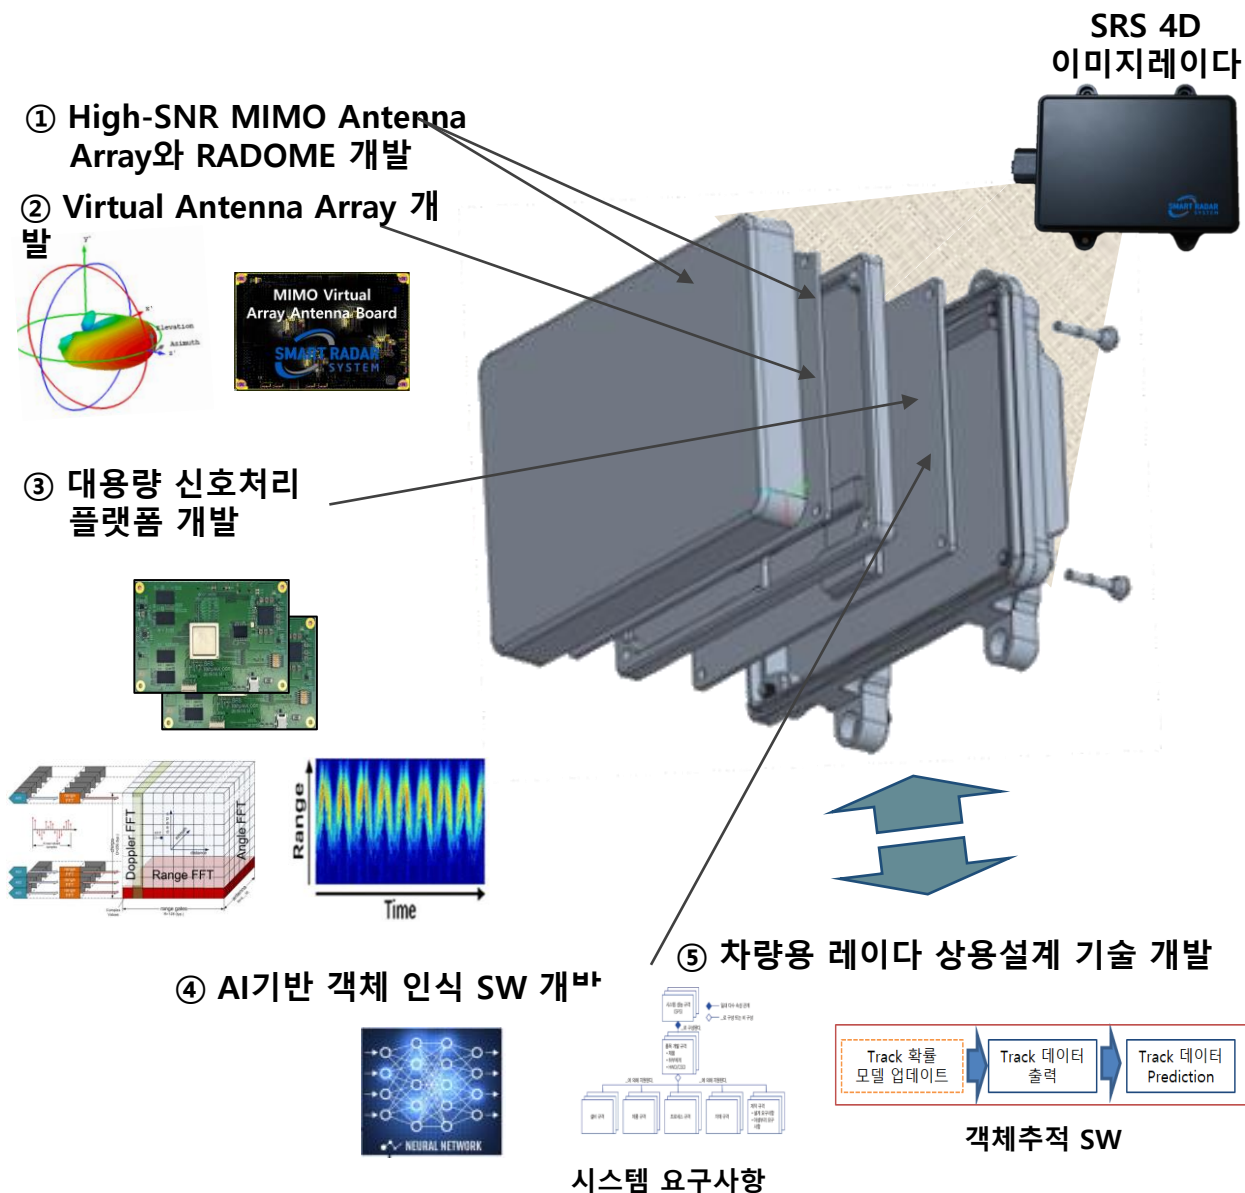 SRS 4D
이미지레이다
① High-SNR MIMO Antenna
Array와 RADOME 개발
② Virtual Antenna Array 개
발
Elevation
Azimuth
MIMO Virtual
Array Antenna Board
SMART RADAR
SYSTEM
SMART RADAR
SYSTEM
③ 대용량 신호처리
플랫폼 개발
Doppler FFT
Range FFT
Angle FFT
Range
Time
④ AI기반 객체 인식 SW 개발
NEURAL NETWORK
⑤ 차량용 레이다 상용설계 기술 개발
시스템 요구사항
Track 확률
모델 업데이트
Track 데이터
출력
Track 데이터
Prediction
객체추적 SW